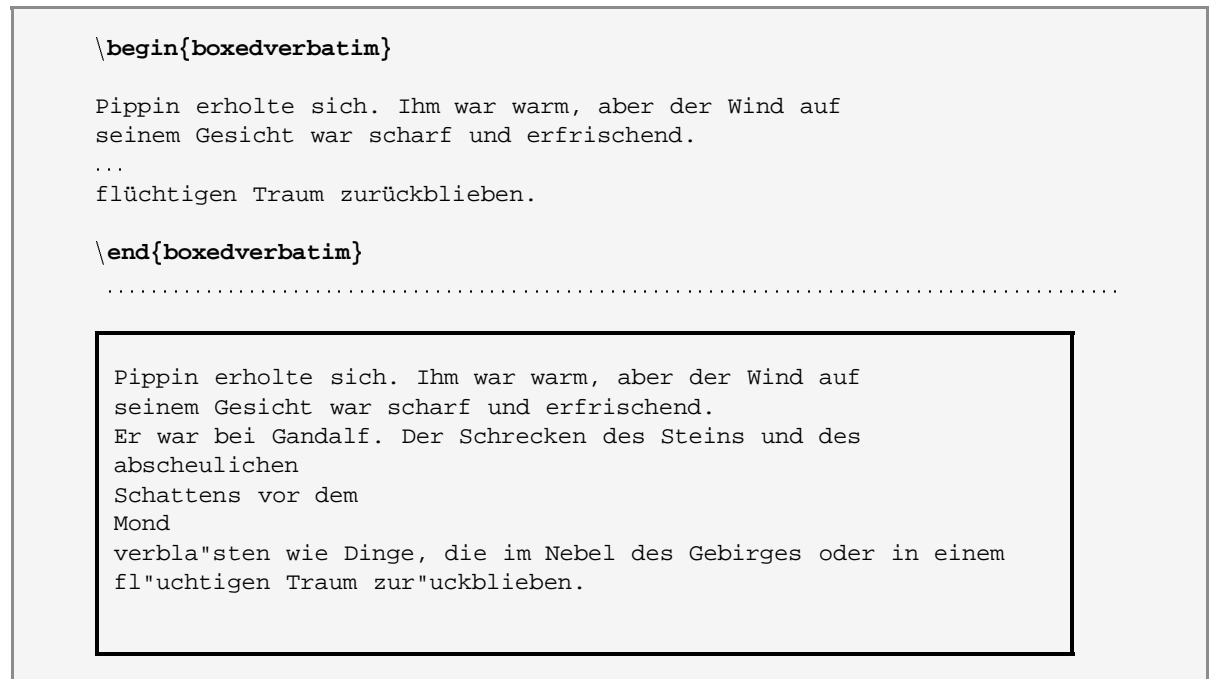 \begin{boxedverbatim}
Pippin erholte sich. Ihm war warm, aber der Wind auf
seinem Gesicht war scharf und erfrischend.
...
flüchtigen Traum zurückblieben.
\end{boxedverbatim}
Pippin erholte sich. Ihm war warm, aber der Wind auf
seinem Gesicht war scharf und erfrischend.
Er war bei Gandalf. Der Schrecken des Steins und des
abscheulichen
Schattens vor dem
Mond
verbla"sten wie Dinge, die im Nebel des Gebirges oder in einem
fl"uchtigen Traum zur"uckblieben.